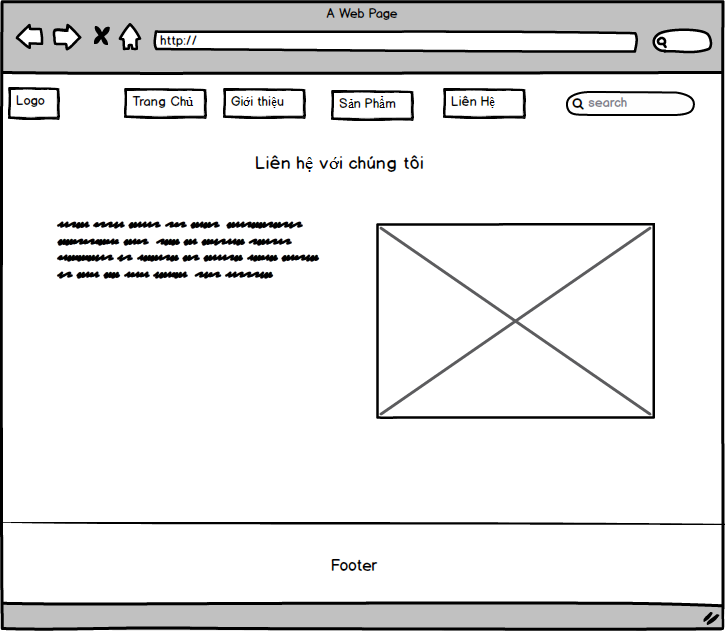 A Web Page
http://
Logo
Trang Chủ
Giới thiệu
Sản Phẩm
Liên Hệ
search
Liên hệ với chúng tôi
Footer